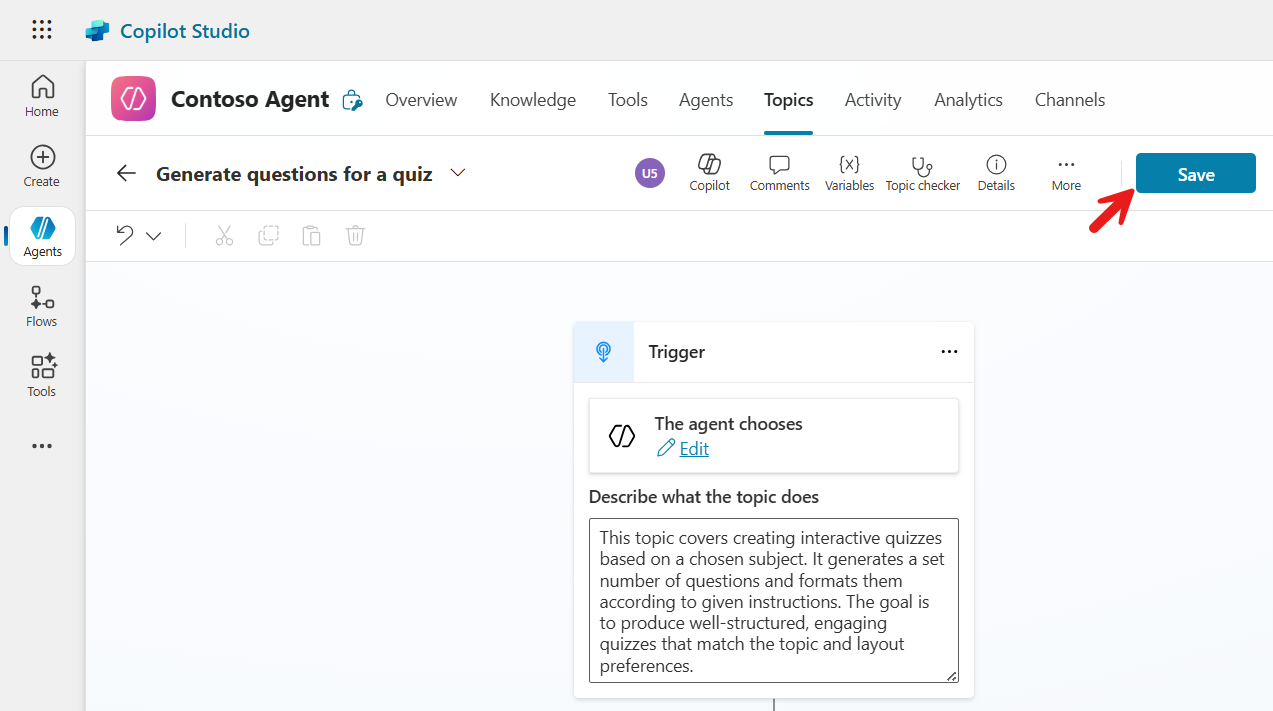 Copilot Studio
Home
Create
Agents
Flows
Tools
Contoso Agent
Overview
Knowledge
Tools
Agents
Topics
Activity
Analytics
Channels
Generate questions for a quiz
U5
Copilot
Comments
{x}
Variables
Topic checker
Details
More
Save
Trigger
The agent chooses
Edit
Describe what the topic does
This topic covers creating interactive quizzes
based on a chosen subject. It generates a set
number of questions and formats them
according to given instructions. The goal is
to produce well-structured, engaging
quizzes that match the topic and layout
preferences.